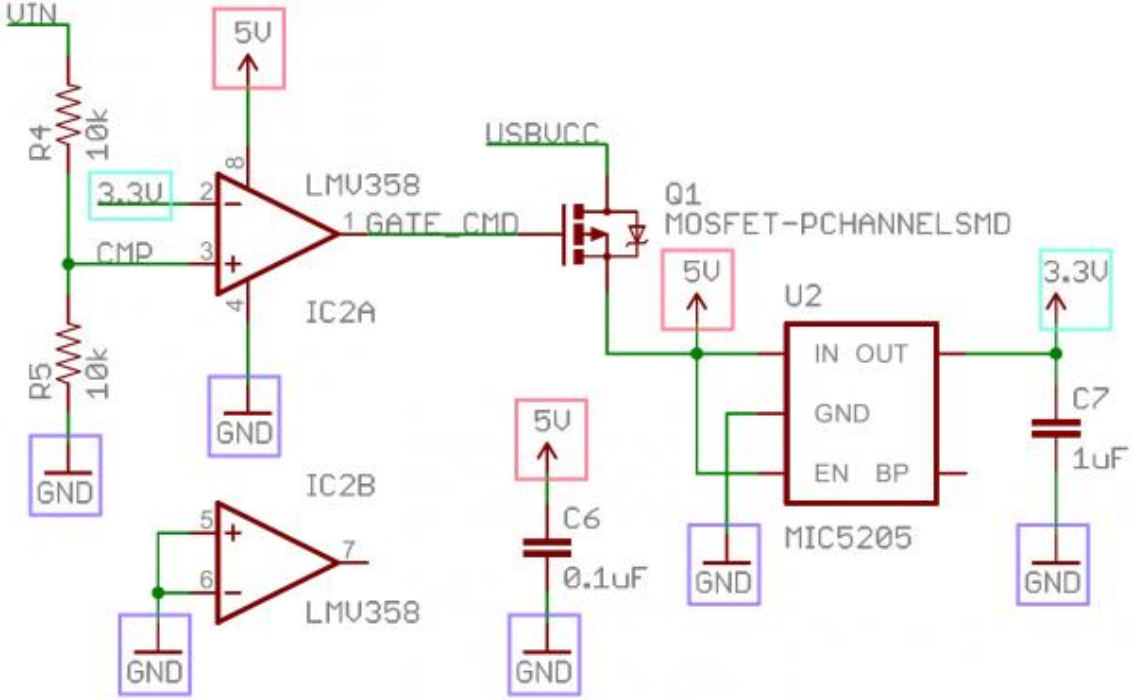 VIN
5V
R4
10k
8
3.3V
2
-
LMV358
1
GATE_CMD
CMP
3
+
4
IC2A
R5
10k
GND
GND
USBVCC
Q1
MOSFET-PCHANNELSMD
5V
U2
3.3V
IN OUT
GND
EN BP
MIC5205
C7
1uF
GND
GND
5V
C6
0.1uF
GND
IC2B
5
+
7
6
-
LMV358
GND